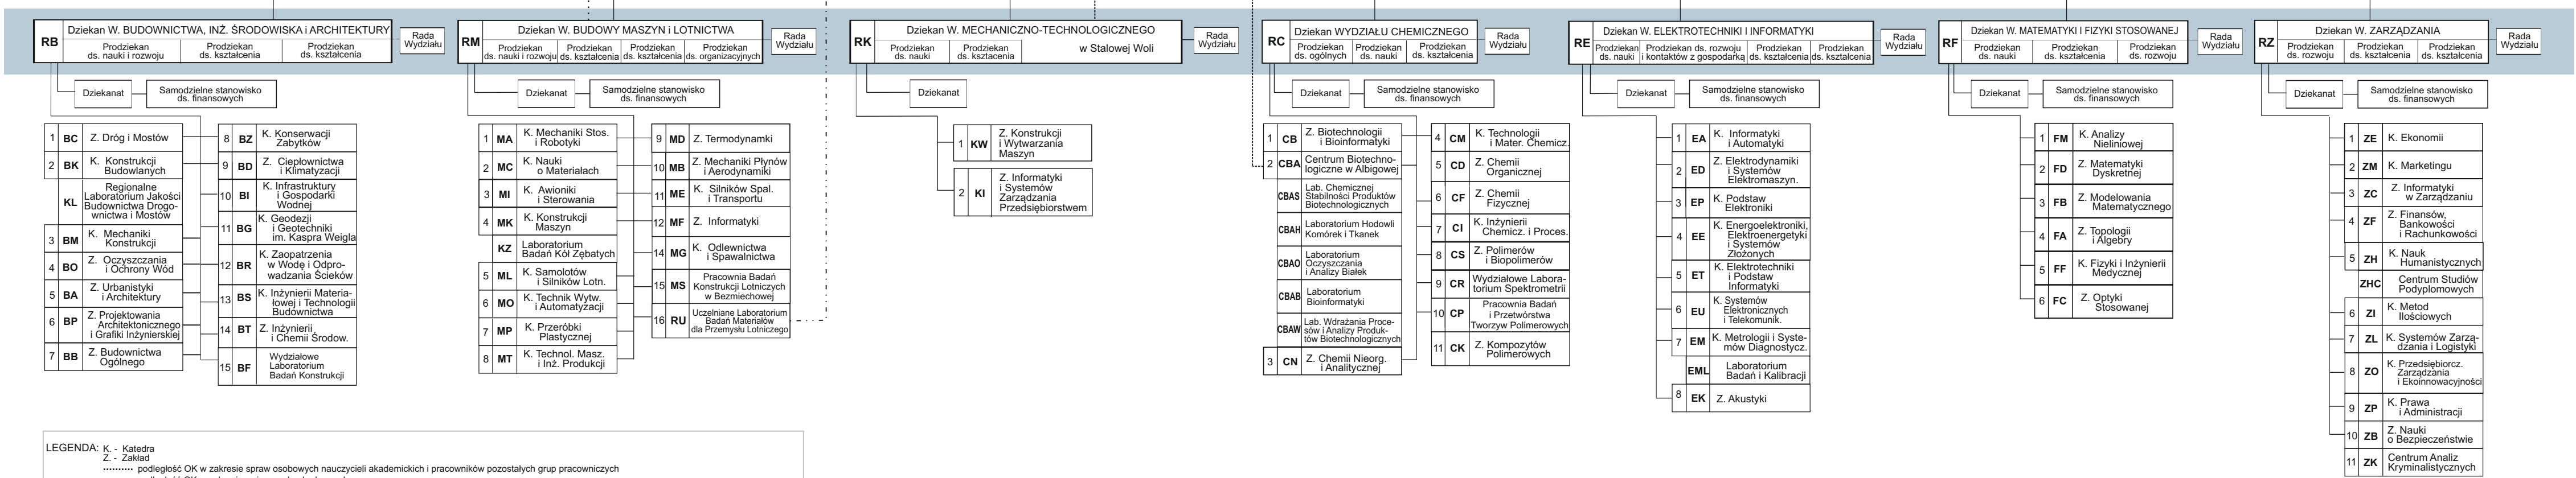 RB
Dziekan W. BUDOWNICTWA, INŻ. ŚRODOWISKA i ARCHITEKTURY
Prodziekan
ds. nauki i rozwoju
Prodziekan
ds. kształcenia
Prodziekan
ds. kształcenia
Rada
Wydziału
Dziekanat
Samodzielne stanowisko
ds. finansowych
1 BC Z. Dróg i Mostów
2 BK K. Konstrukcji
Budowlanych
KL Regionalne
Laboratorium Jakości
Budownictwa Drogo-
wnictwa i Mostów
3 BM K. Mechaniki
Konstrukcji
4 BO Z. Oczyszczania
i Ochrony Wód
5 BA Z. Urbanistyki
i Architektury
6 BP Z. Projektowania
Architektonicznego
i Grafiki Inżynierskiej
7 BB Z. Budownictwa
Ogólnego
8 BZ K. Konserwacji
Zabytków
9 BD Z. Ciepłownictwa
i Klimatyzacji
10 BI K. Infrastruktury
i Gospodarki
Wodnej
11 BG K. Geodezji
i Geotechniki
im. Kaspra Weigla
12 BR K. Zaopatrzenia
w Wodę i Odpro-
wadzania Ścieków
13 BS K. Inżynierii Materia-
łowej i Technologii
Budownictwa
14 BT Z. Inżynierii
i Chemii Środow.
15 BF Wydziałowe
Laboratorium
Badań Konstrukcji
RM
Dziekan W. BUDOWY MASZYN i LOTNICTWA
Prodziekan
ds. nauki i rozwoju
Prodziekan
ds. kształcenia
Prodziekan
ds. kształcenia
Prodziekan
ds. organizacyjnych
Rada
Wydziału
Dziekanat
Samodzielne stanowisko
ds. finansowych
1 MA K. Mechaniki Stos.
i Robotyki
2 MC K. Nauki
o Materiałach
3 MI K. Awioniki
i Sterowania
4 MK K. Konstrukcji
Maszyn
KZ Laboratorium
Badań Kół Zębatych
5 ML K. Samolotów
i Silników Lotn.
6 MO K. Technik Wytw.
i Automatyzacji
7 MP K. Przeróbki
Plastycznej
8 MT K. Technol. Masz.
i Inż. Produkcji
9 MD Z. Termodynamki
10 MB Z. Mechaniki Płynów
i Aerodynamiki
11 ME K. Silników Spal.
i Transportu
12 MF Z. Informatyki
14 MG K. Odlewnictwa
i Spawalnictwa
15 MS Pracownia Badań
Konstrukcji Lotniczych
w Bezmiechowej
16 RU Uczelniane Laboratorium
Badań Materiałów
dla Przemysłu Lotniczego
RK
Dziekan W. MECHANICZNO-TECHNOLOGICZNEGO
Prodziekan
ds. nauki
Prodziekan
ds. kształcenia
w Stalowej Woli
Rada
Wydziału
Dziekanat
1 KW Z. Konstrukcji
i Wytwarzania
Maszyn
2 KI Z. Informatyki
i Systemów
Zarządzania
Przedsiębiorstwem
RC
Dziekan WYDZIAŁU CHEMICZNEGO
Prodziekan
ds. ogólnych
Prodziekan
ds. nauki
Prodziekan
ds. kształcenia
Rada
Wydziału
Dziekanat
Samodzielne stanowisko
ds. finansowych
1 CB Z. Biotechnologii
i Bioinformatyki
2 CBA Centrum Biotechno-
logiczne w Albigowej
CBAS Lab. Chemicznej
Stabilności Produktów
Biotechnologicznych
CBAH Laboratorium Hodowli
Komórek i Tkanek
CBAO Laboratorium
Oczyszczania
i Analizy Białek
CBAB Laboratorium
Bioinformatyki
CBAW Lab. Wdrażania Proce-
sów i Analizy Produk-
tów Biotechnologicznych
3 CN Z. Chemii Nieorg.
i Analitycznej
4 CM K. Technologii
i Mater. Chemicz.
5 CD Z. Chemii
Organicznej
6 CF Z. Chemii
Fizycznej
7 CI K. Inżynierii
Chemicz. i Proces.
8 CS Z. Polimerów
i Biopolimerów
9 CR Wydziałowe Labora-
torium Spektrometrii
10 CP Pracownia Badań
i Przetwórstwa
Tworzyw Polimerowych
11 CK Z. Kompozytów
Polimerowych
RE
Dziekan W. ELEKTROTECHNIKI I INFORMATYKI
Prodziekan
ds. nauki
Prodziekan ds. rozwoju
i kontaktów z gospodarką
Prodziekan
ds. kształcenia
Prodziekan
ds. kształcenia
Rada
Wydziału
Dziekanat
Samodzielne stanowisko
ds. finansowych
1 EA K. Informatyki
i Automatyki
2 ED Z. Elektrodynamiki
i Systemów
Elektromaszyn.
3 EP K. Podstaw
Elektroniki
4 EE K. Energoelektroniki,
Elektroenergetyki
i Systemów
Złożonych
5 ET K. Elektrotechniki
i Podstaw
Informatyki
6 EU K. Systemów
Elektronicznych
i Telekomunik.
7 EM K. Metrologii i Syste-
mów Diagnostycz.
EML Laboratorium
Badań i Kalibracji
8 EK Z. Akustyki
RF
Dziekan W. MATEMATYKI I FIZYKI STOSOWANEJ
Prodziekan
ds. nauki
Prodziekan
ds. kształcenia
Prodziekan
ds. rozwoju
Rada
Wydziału
Dziekanat
Samodzielne stanowisko
ds. finansowych
1 FM K. Analizy
Nieliniowej
2 FD Z. Matematyki
Dyskretnej
3 FB Z. Modelowania
Matematycznego
4 FA Z. Topologii
i Algebry
5 FF K. Fizyki i Inżynierii
Medycznej
6 FC Z. Optyki
Stosowanej
RZ
Dziekan W. ZARZĄDZANIA
Prodziekan
ds. rozwoju
Prodziekan
ds. kształcenia
Prodziekan
ds. kształcenia
Rada
Wydziału
Dziekanat
Samodzielne stanowisko
ds. finansowych
1 ZE K. Ekonomii
2 ZM K. Marketingu
3 ZC Z. Informatyki
w Zarządzaniu
4 ZF Z. Finansów,
Bankowości
i Rachunkowości
5 ZH K. Nauk
Humanistycznych
ZHC Centrum Studiów
Podyplomowych
6 ZI K. Metod
Ilościowych
7 ZL K. Systemów Zarzą-
dzania i Logistyki
8 ZO K. Przedsiębiorcz.
Zarządzania
i Ekoinnowacyjności
9 ZP K. Prawa
i Administracji
10 ZB Z. Nauki
o Bezpieczeństwie
11 ZK Centrum Analiz
Kryminalistycznych
LEGENDA: K. - Katedra
Z. - Zakład
podległość OK w zakresie spraw osobowych nauczycieli akademickich i pracowników pozostałych grup pracowniczych